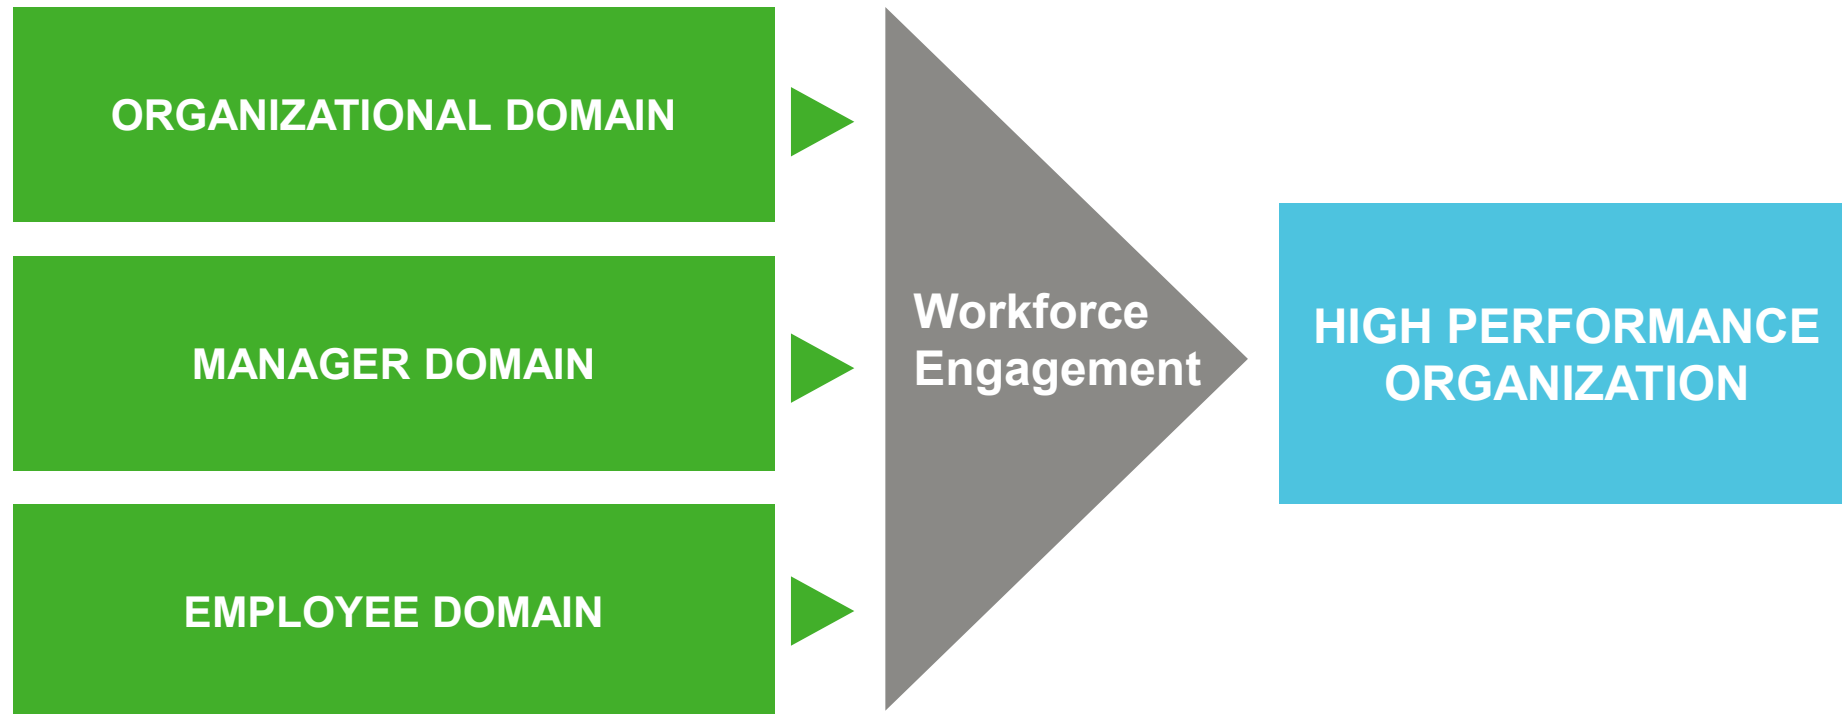 ORGANIZATIONAL DOMAIN
MANAGER DOMAIN
EMPLOYEE DOMAIN
Workforce
Engagement
HIGH PERFORMANCE
ORGANIZATION